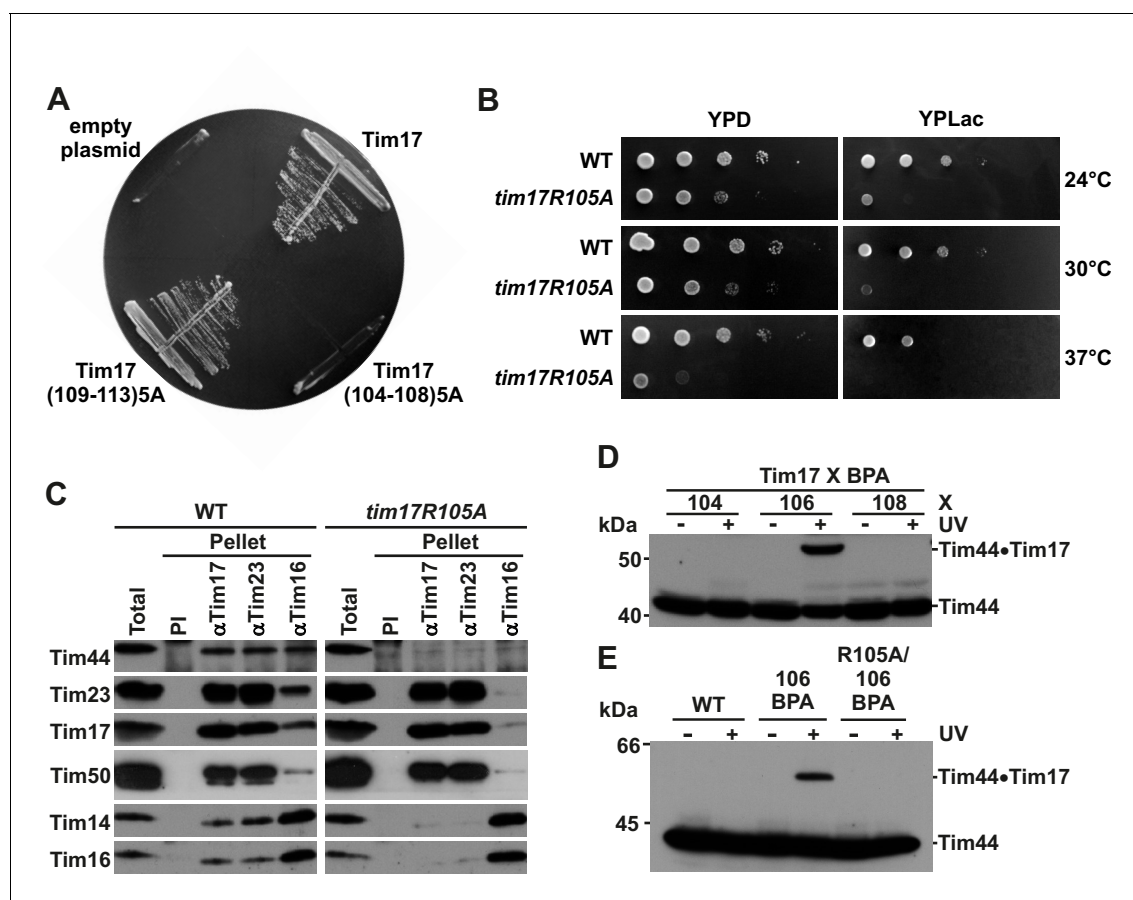 A
empty
plasmid
Tim17
Tim17
(109-113)5A
Tim17
(104-108)5A
B
YPD YPLac
WT
tim17R105A
24°C
WT
tim17R105A
30°C
WT
tim17R105A
37°C
C
WT tim17R105A
Pellet Pellet
Total PI αTim17 αTim23 αTim16 Total PI αTim17 αTim23 αTim16
Tim44
Tim23
Tim17
Tim50
Tim14
Tim16
D
Tim17 X BPA
104 106 108 X
kDa - + - + - + UV
50
40
Tim44•Tim17
Tim44
E
WT 106 BPA R105A/ 106 BPA
kDa - + - + - + UV
66
45
Tim44•Tim17
Tim44